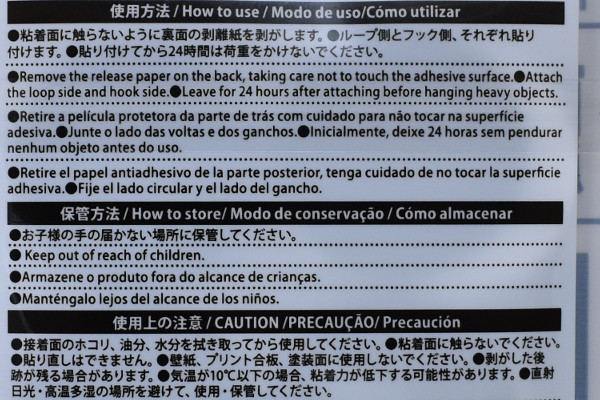 使用方法 / How to use / Modo de uso/Cómo utilizar
●粘着面に触らないように裏面の剥離紙を剥がします。●ループ側とフック側、それぞれ貼り
付けます。●貼り付けてから24時間は荷重をかけないでください。
●Remove the release paper on the back, taking care not to touch the adhesive surface.●Attach
the loop side and hook side.●Leave for 24 hours after attaching before hanging heavy objects.
●Retire a película protetora da parte de trás com cuidado para não tocar na superfície
adesiva.●Junte o lado das voltas e dos ganchos.●Inicialmente, deixe 24 horas sem pendurar
nenhum objeto antes do uso.
●Retire el papel antiadhesivo de la parte posterior, tenga cuidado de no tocar la superficie
adhesiva.●Fije el lado circular y el lado del gancho.
保管方法 / How to store/ Modo de conservação / Cómo almacenar
●お子様の手の届かない場所に保管してください。
● Keep out of reach of children.
●Armazene o produto fora do alcance de crianças.
●Manténgalo lejos del alcance de los niños.
使用上の注意 / CAUTION /PRECAUÇÃO/ Precaución
●接着面のホコリ、油分、水分を拭き取ってから使用してください。●粘着面に触らないでください。
●貼り直しはできません。●壁紙、プリント合板、塗装面に使用しないでください。●剥がした後
跡が残る場合があります。●気温が10℃以下の場合、粘着力が低下する可能性があります。●直射
日光・高温多湿の場所を避けて、使用・保管してください。